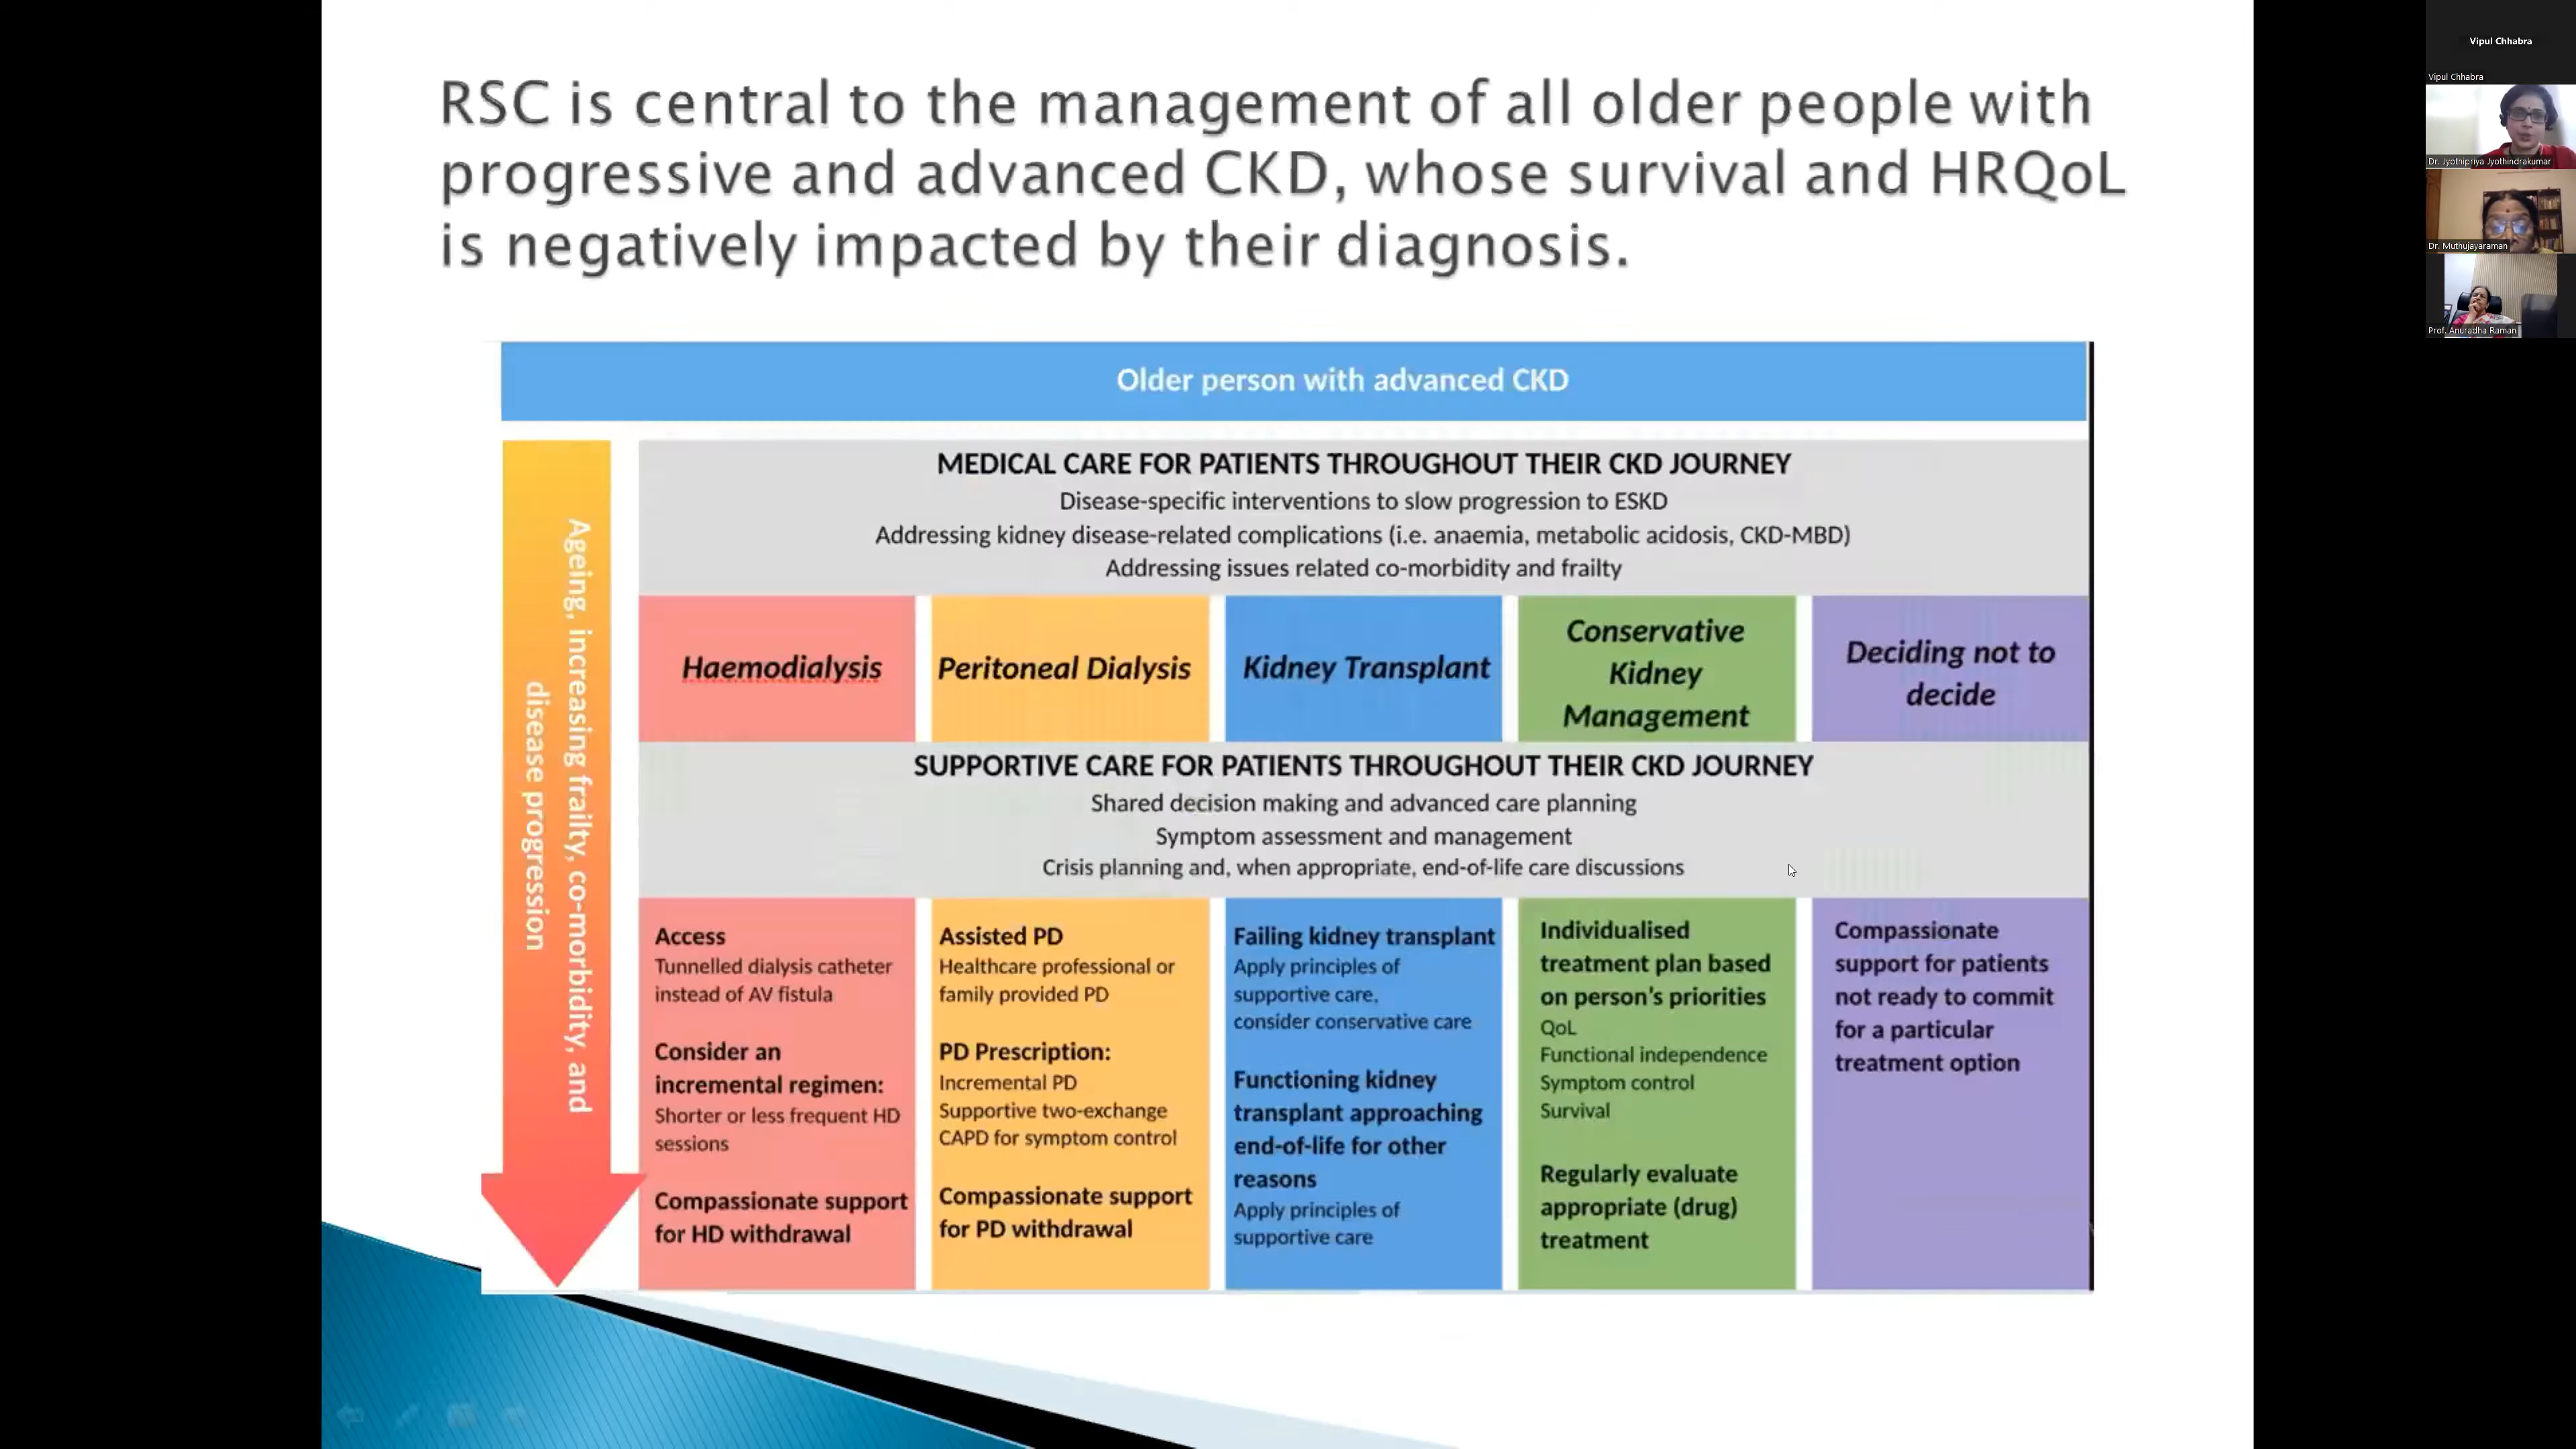 RSC is central to the management of all older people with
progressive and advanced CKD, whose survival and HRQoL
is negatively impacted by their diagnosis.
Older person with advanced CKD
Ageing, increasing frailty, co-morbidity, and
disease progression
MEDICAL CARE FOR PATIENTS THROUGHOUT THEIR CKD JOURNEY
Disease-specific interventions to slow progression to ESKD
Addressing kidney disease-related complications (i.e. anaemia, metabolic acidosis, CKD-MBD)
Addressing issues related co-morbidity and frailty
Haemodialysis
Peritoneal Dialysis
Kidney Transplant
Conservative
Kidney
Management
Deciding not to
decide
SUPPORTIVE CARE FOR PATIENTS THROUGHOUT THEIR CKD JOURNEY
Shared decision making and advanced care planning
Symptom assessment and management
Crisis planning and, when appropriate, end-of-life care discussions
Access
Tunnelled dialysis catheter
instead of AV fistula
Consider an
incremental regimen:
Shorter or less frequent HD
sessions
Compassionate support
for HD withdrawal
Assisted PD
Healthcare professional or
family provided PD
PD Prescription:
Incremental PD
Supportive two-exchange
CAPD for symptom control
Compassionate support
for PD withdrawal
Failing kidney transplant
Apply principles of
supportive care,
consider conservative care
Functioning kidney
transplant approaching
end-of-life for other
reasons
Apply principles of
supportive care
Individualised
treatment plan based
on person's priorities
QoL
Functional independence
Symptom control
Survival
Regularly evaluate
appropriate (drug)
treatment
Compassionate
support for patients
not ready to commit
for a particular
treatment option
Vipul Chhabra
Vipul Chhabra
Dr. Jyothipriya Jyothindrakumar
Dr. Muthujayaraman
Prof. Anuradha Raman